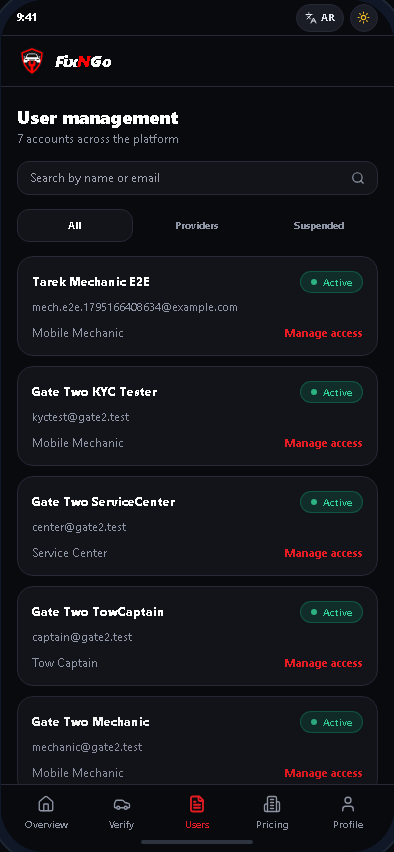 9:41
AR
FixNGo
User management
7 accounts across the platform
Search by name or email
All
Providers
Suspended
Tarek Mechanic E2E
Active
mech.e2e.1795166408634@example.com
Mobile Mechanic
Manage access
Gate Two KYC Tester
Active
kyctest@gate2.test
Mobile Mechanic
Manage access
Gate Two ServiceCenter
Active
center@gate2.test
Service Center
Manage access
Gate Two TowCaptain
Active
captain@gate2.test
Tow Captain
Manage access
Gate Two Mechanic
Active
mechanic@gate2.test
Mobile Mechanic
Manage access
Overview
Verify
Users
Pricing
Profile